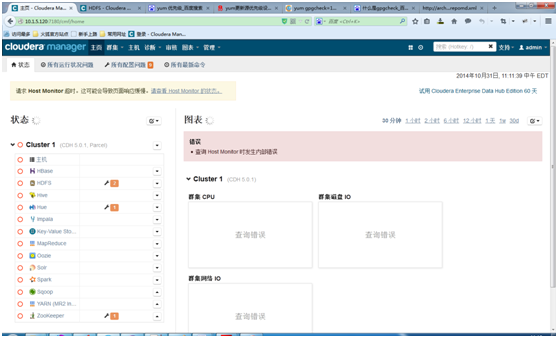 主页 - Cloudera Ma...
HDFS - Cloudera Man...
yum 优先级_百度搜索
yum更新源优先设定...
yum gpgcheck=1...
什么是gpgcheck_百...
10.1.5.120:7180/cmf/home
百度 <Ctrl+K>
访问最多 火狐官方站点 新手上路 常用网址 登录 - Cloudera Man...
cloudera manager 主页 群集 主机 诊断 审核 图表 管理
搜索 (Hotkey: /) 支持 admin
状态 所有运行状况问题 所有配置问题 所有最新命令
2014年10月31日, 11:11:39 中午 EDT
请求 Host Monitor 超时。这可能会导致页面响应缓慢。请查看 Host Monitor 的状态。
试用 Cloudera Enterprise Data Hub Edition 60 天
状态
图表
30 分钟 1 小时 2 小时 6 小时 12 小时 1 天 1w 30d
错误
查询 Host Monitor 时发生内部错误
Cluster 1 (CDH 5.0.1, Parcel)
主机
HBase
HDFS 2
Hive
Hue 1
Impala
Key-Value Sto...
MapReduce
Oozie
Solr
Spark
Sqoop
YARN (MR2 In...
ZooKeeper 1
Cluster 1 (CDH 5.0.1)
群集 CPU
查询错误
群集磁盘 IO
查询错误
群集网络 IO
查询错误